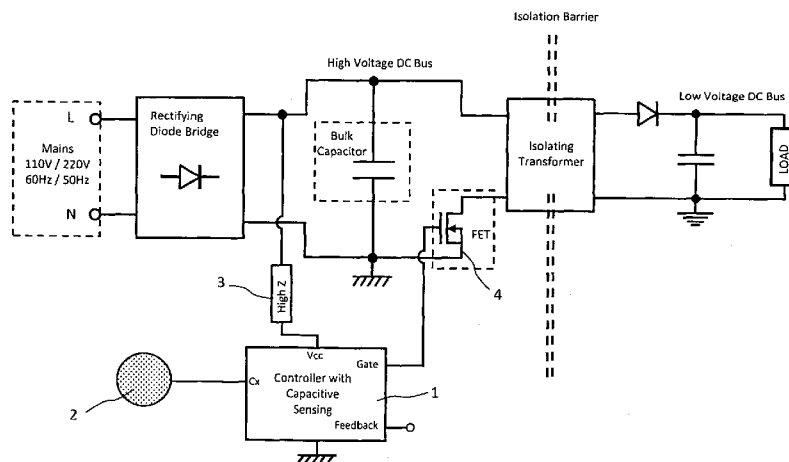 Isolation Barrier
High Voltage DC Bus
Low Voltage DC Bus
L
Rectifying
Diode Bridge
Mains
110V / 220V
60Hz / 50Hz
N
Bulk
Capacitor
Isolating
Transformer
LOAD
FET
4
3
High Z
Vcc
Gate
Cx
Controller with
Capacitive
Sensing
1
2
Feedback